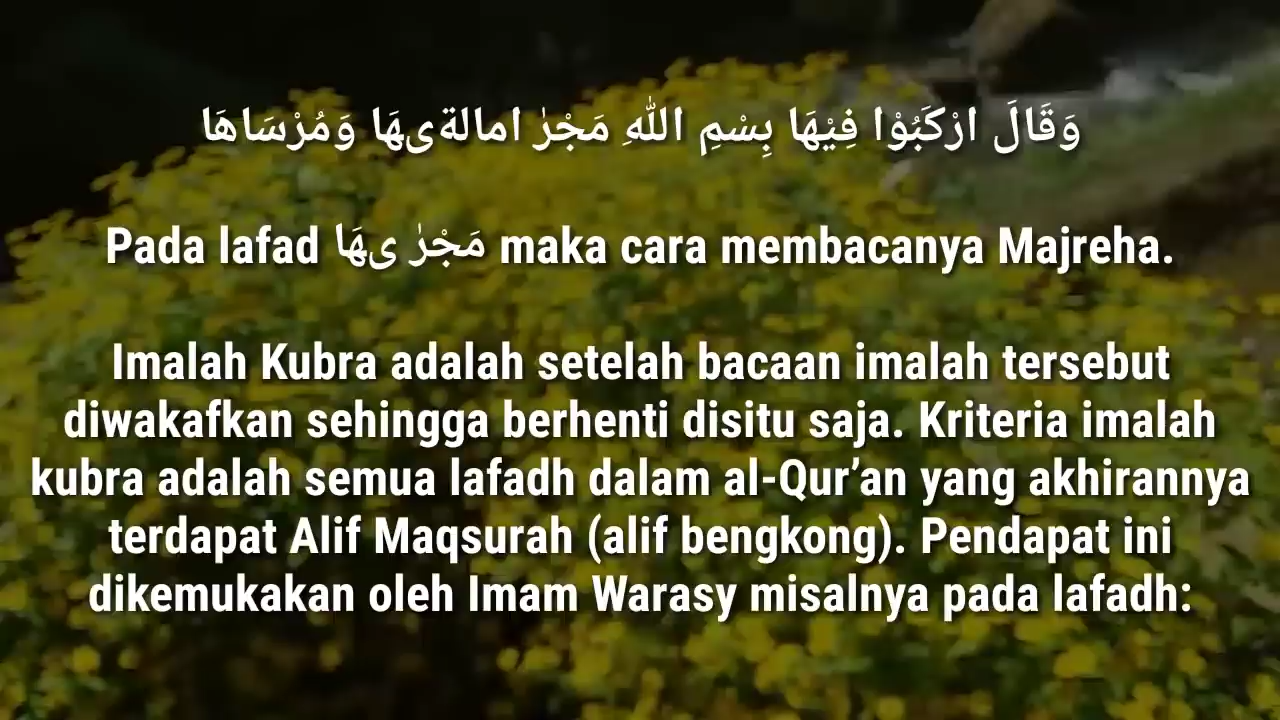 وَقَالَ ارْكَبُوْا فِيْهَا بِسْمِ اللهِ مَجْرٰ امالةىهَا وَمُرْسَاهَا
Pada lafad مَجْرٰ ىهَا maka cara membacanya Majreha.
Imalah Kubra adalah setelah bacaan imalah tersebut
diwakafkan sehingga berhenti disitu saja. Kriteria imalah
kubra adalah semua lafadh dalam al-Qur’an yang akhirannya
terdapat Alif Maqsurah (alif bengkong). Pendapat ini
dikemukakan oleh Imam Warasy misalnya pada lafadh: